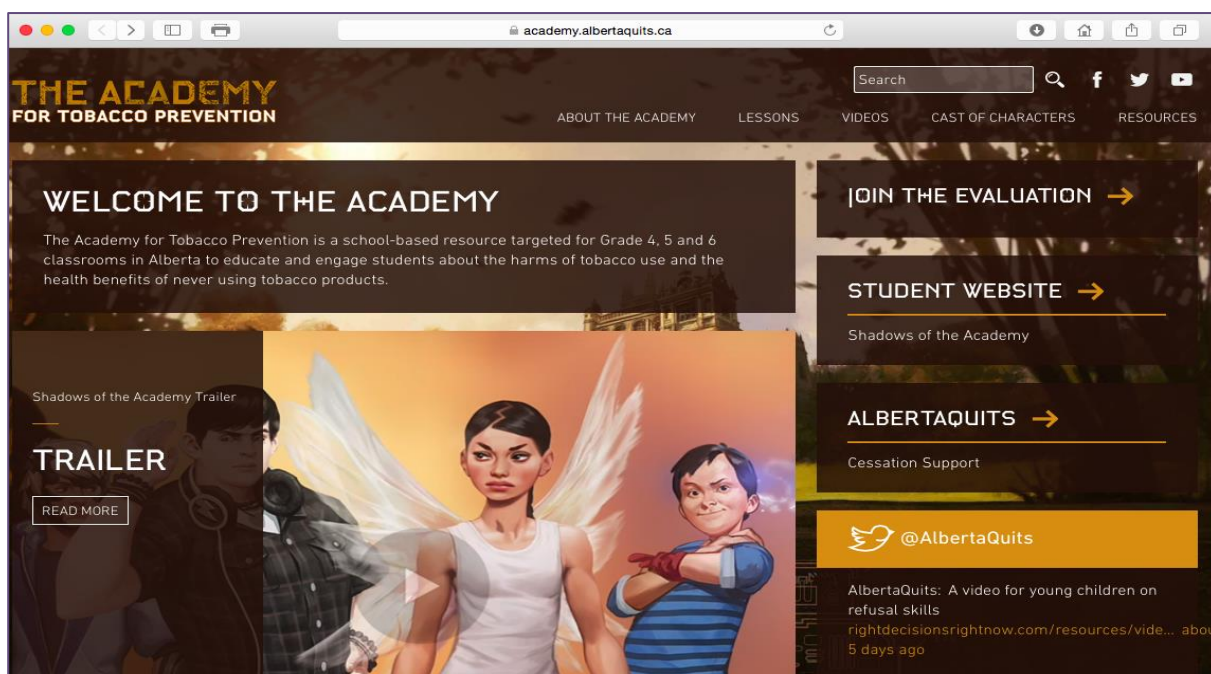 academy.albertaquits.ca
THE ACADEMY
FOR TOBACCO PREVENTION
Search
f
ABOUT THE ACADEMY LESSONS VIDEOS CAST OF CHARACTERS RESOURCES
WELCOME TO THE ACADEMY
The Academy for Tobacco Prevention is a school-based resource targeted for Grade 4, 5 and 6
classrooms in Alberta to educate and engage students about the harms of tobacco use and the
health benefits of never using tobacco products.
Shadows of the Academy Trailer
TRAILER
READ MORE
JOIN THE EVALUATION
STUDENT WEBSITE
Shadows of the Academy
ALBERTAQUITS
Cessation Support
@AlbertaQuits
AlbertaQuits: A video for young children on
refusal skills
rightdecisionsrightnow.com/resources/vide... abou
5 days ago